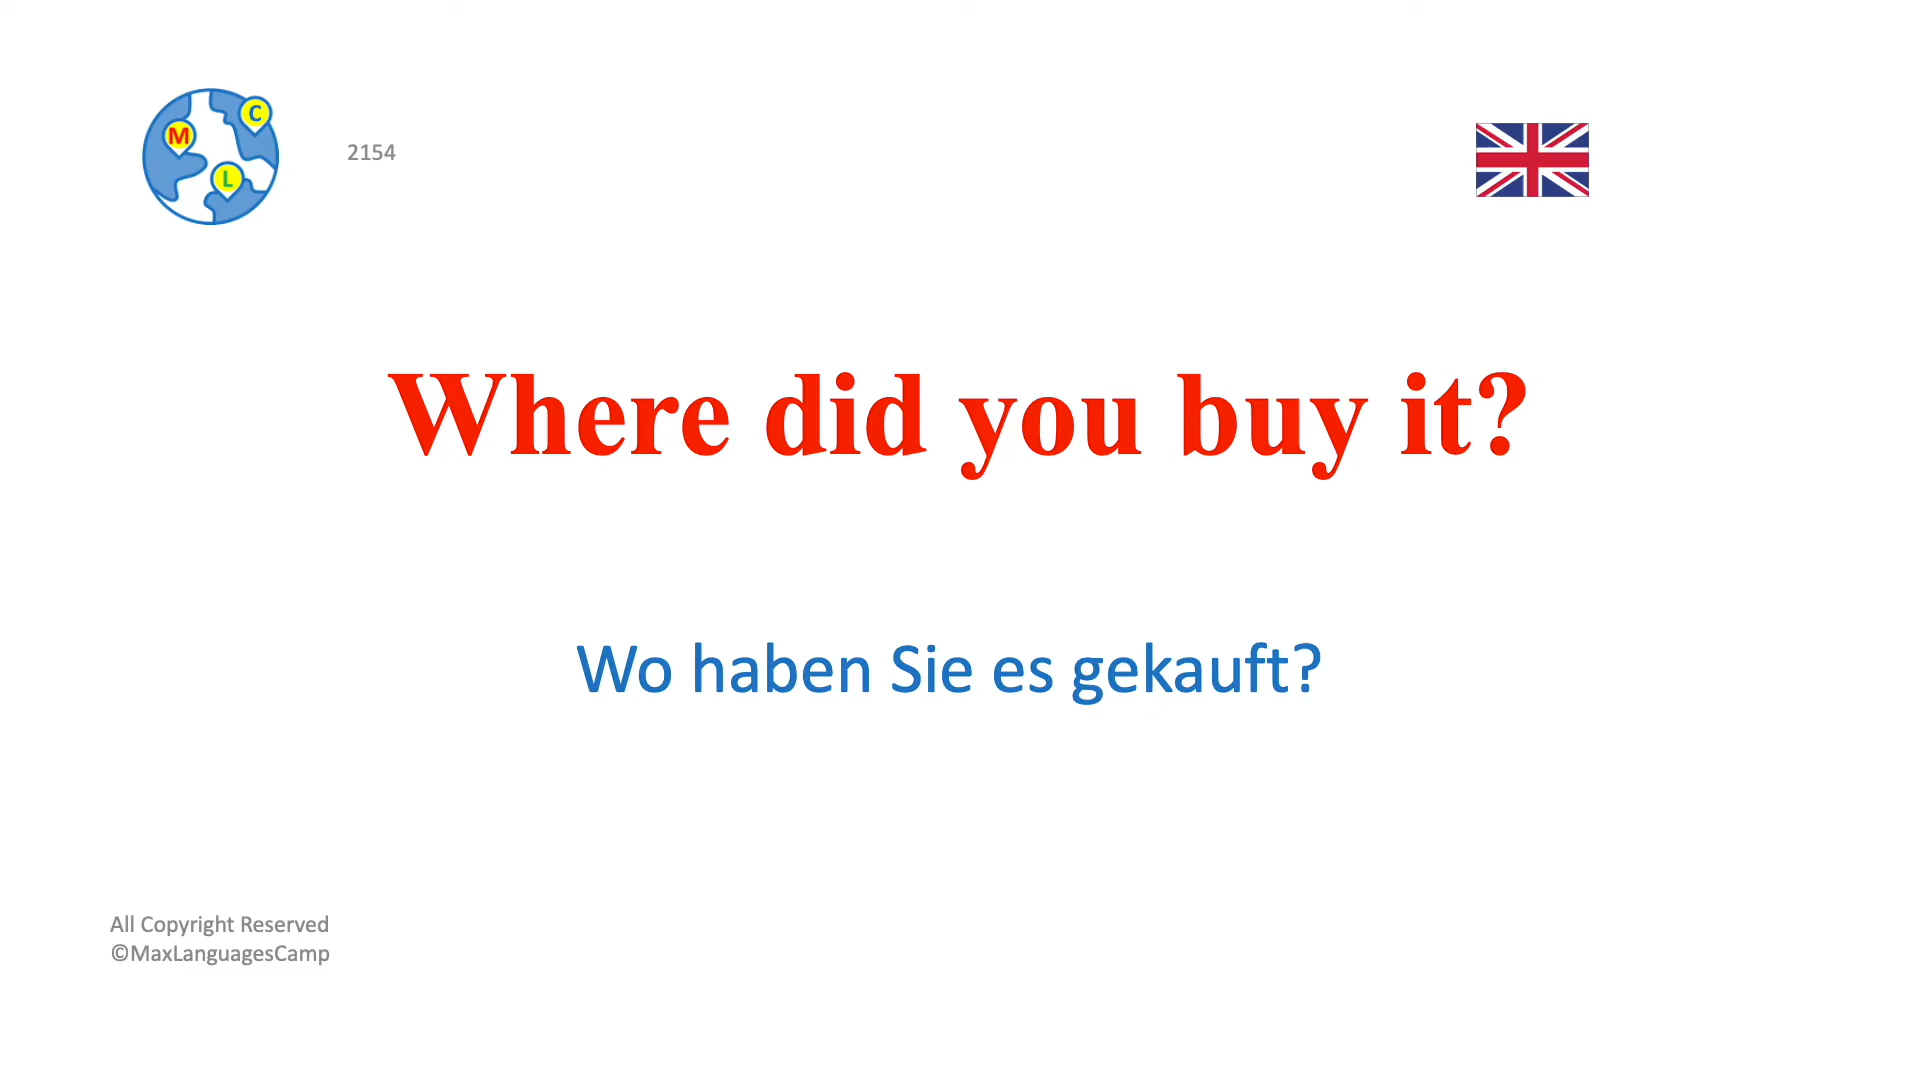 M
C
L
2154
Where did you buy it?
Wo haben Sie es gekauft?
All Copyright Reserved
©MaxLanguagesCamp